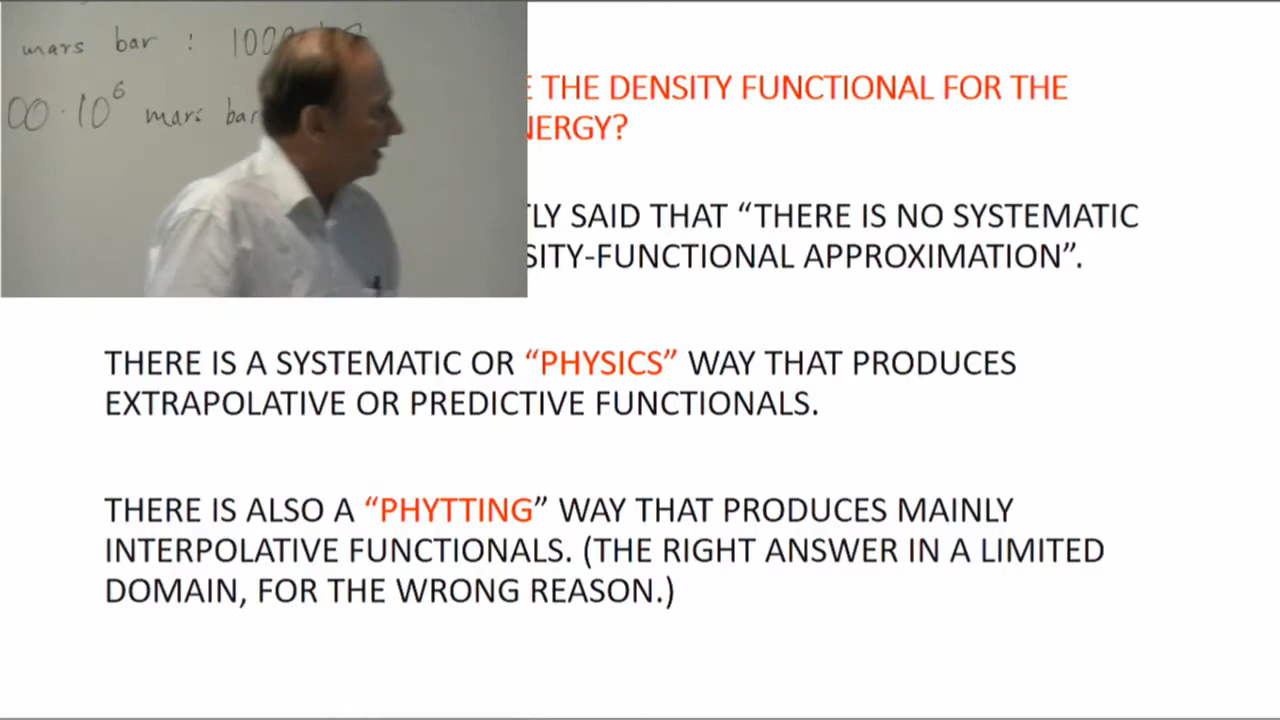 mars bar : 1000
00 · 10⁶ mars bar
THE DENSITY FUNCTIONAL FOR THE
NERGY?
TLY SAID THAT “THERE IS NO SYSTEMATIC
SITY-FUNCTIONAL APPROXIMATION”.
THERE IS A SYSTEMATIC OR “PHYSICS” WAY THAT PRODUCES
EXTRAPOLATIVE OR PREDICTIVE FUNCTIONALS.
THERE IS ALSO A “PHYTTING” WAY THAT PRODUCES MAINLY
INTERPOLATIVE FUNCTIONALS. (THE RIGHT ANSWER IN A LIMITED
DOMAIN, FOR THE WRONG REASON.)